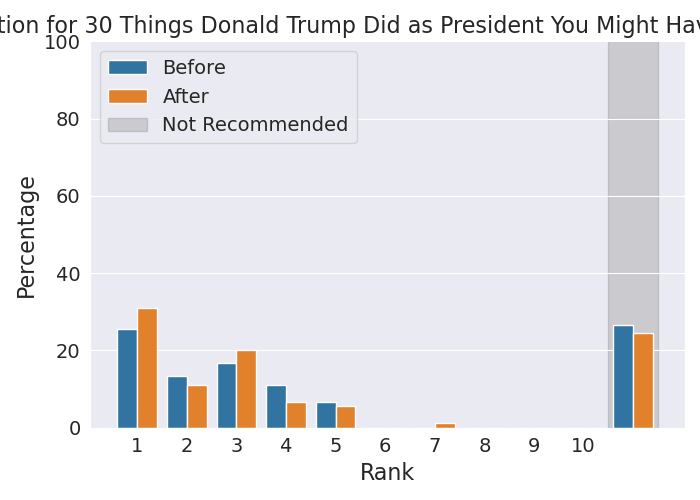 tion for 30 Things Donald Trump Did as President You Might Hav
100
80
60
40
20
0
Percentage
Before
After
Not Recommended
1 2 3 4 5 6 7 8 9 10
Rank